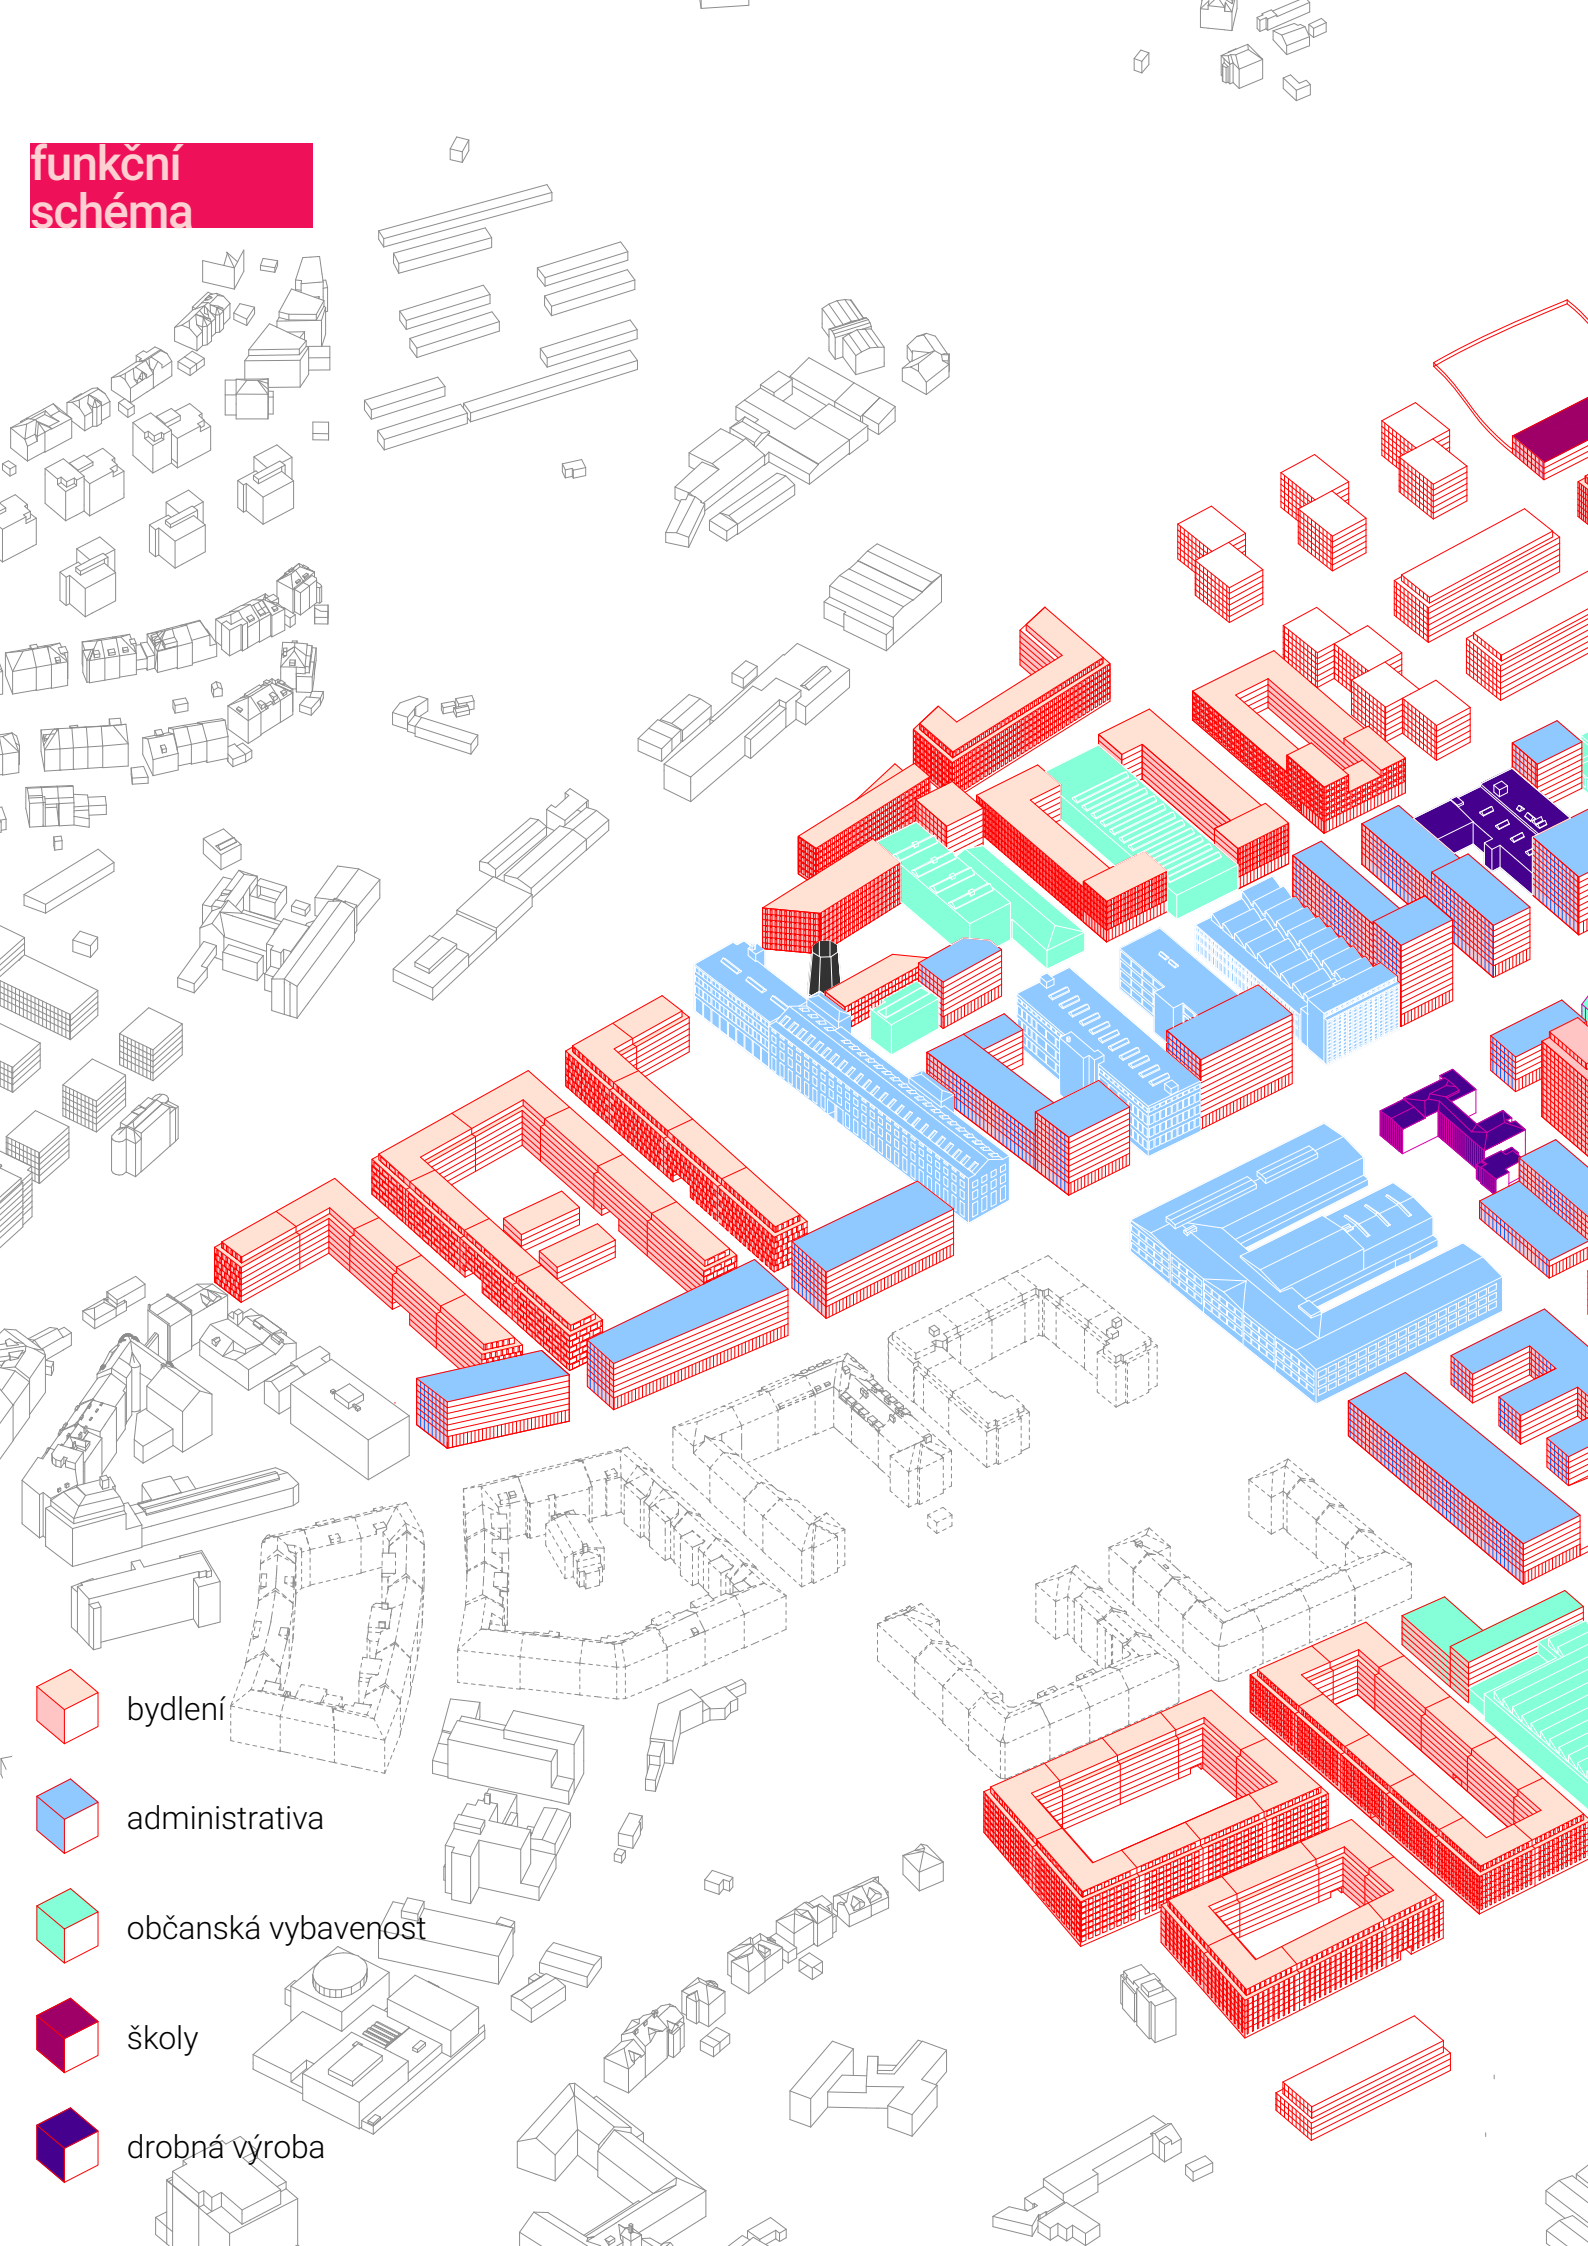 funkční
schéma
bydlení
administrativa
občanská vybavenost
školy
drobná výroba